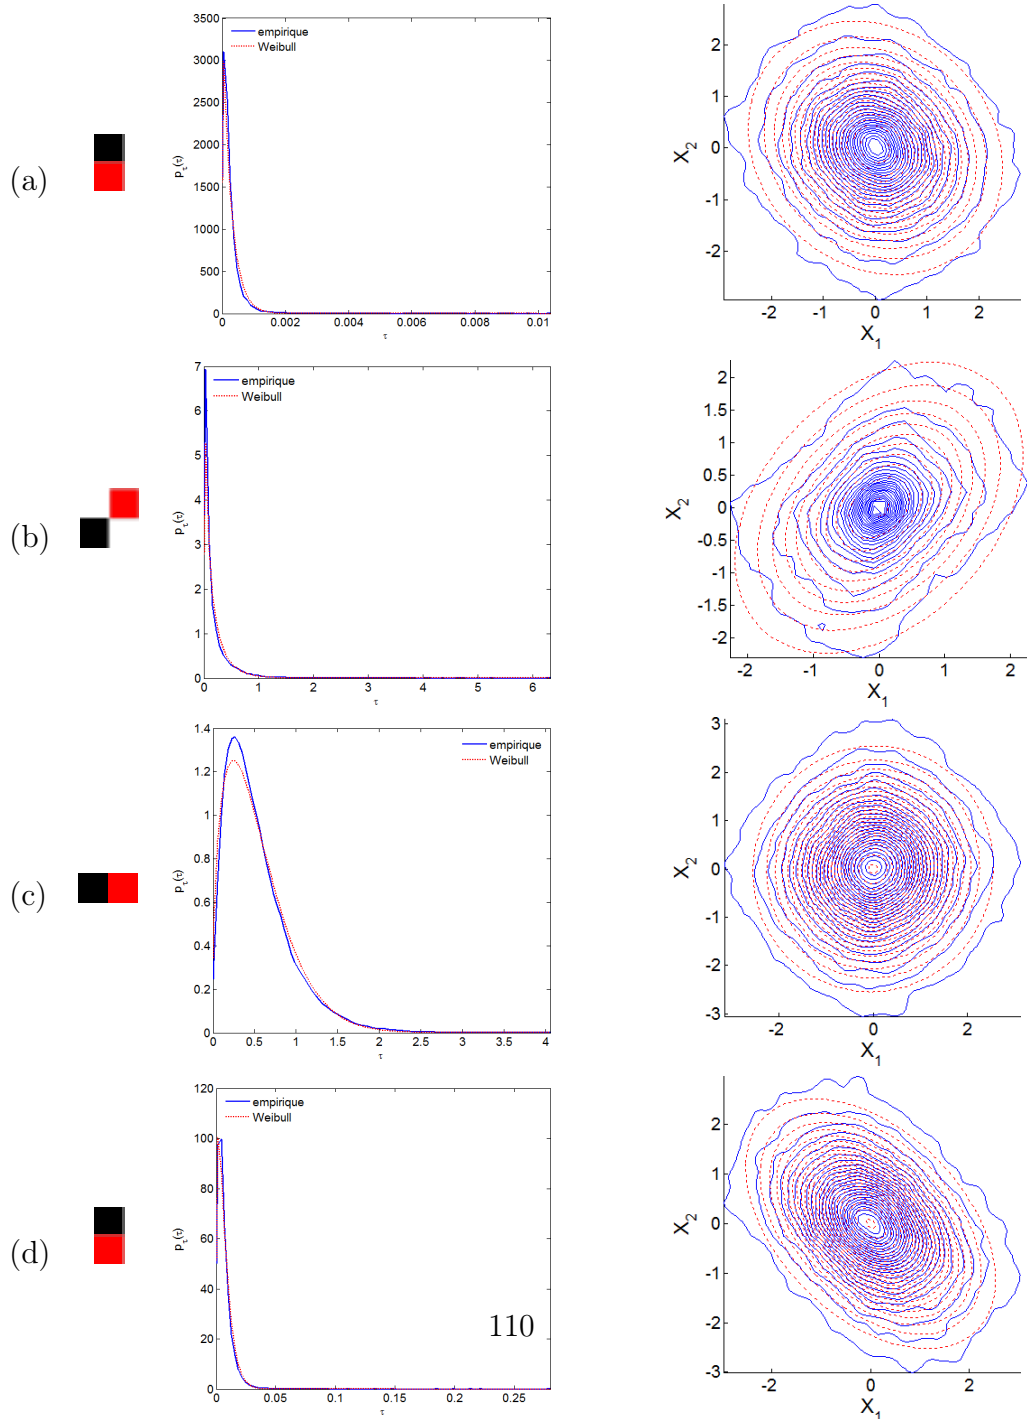 (a)
3500
3000
2500
2000
1500
1000
500
0
p_τ(τ)
empirique
Weibull
0 0.002 0.004 0.006 0.008 0.01
τ
2
1
0
-1
-2
X_2
-2 -1 0 1 2
X_1
(b)
7
6
5
4
3
2
1
0
p_τ(τ)
empirique
Weibull
0 1 2 3 4 5 6
τ
2
1.5
1
0.5
0
-0.5
-1
-1.5
-2
X_2
-2 -1 0 1 2
X_1
(c)
1.4
1.2
1
0.8
0.6
0.4
0.2
0
p_τ(τ)
empirique
Weibull
0 0.5 1 1.5 2 2.5 3 3.5 4
τ
3
2
1
0
-1
-2
-3
X_2
-2 0 2
X_1
(d)
120
100
80
60
40
20
0
p_τ(τ)
empirique
Weibull
0 0.05 0.1 0.15 0.2 0.25
τ
3
2
1
0
-1
-2
-3
X_2
-2 0 2
X_1
110